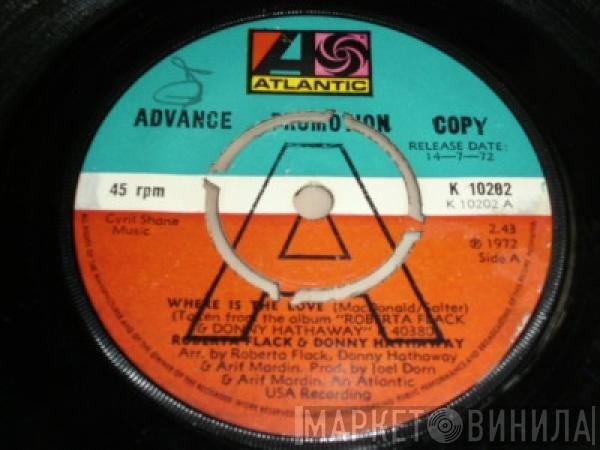 ATLANTIC
ADVANCE PROMOTION COPY
RELEASE DATE:
14—7—72
45 rpm
K 10202
K 10202 A
Cyril Shane
Music
2.43
℗ 1972
Side A
A
WHERE IS THE LOVE (MacDonald/Salter)
(Taken from the album "ROBERTA FLACK
& DONNY HATHAWAY" 40380)
ROBERTA FLACK & DONNY HATHAWAY
Arr. by Roberta Flack, Donny Hathaway
& Arif Mardin. Prod. by Joel Dorn
& Arif Mardin. An Atlantic
USA Recording
МАРКЕТ ВИНИЛА